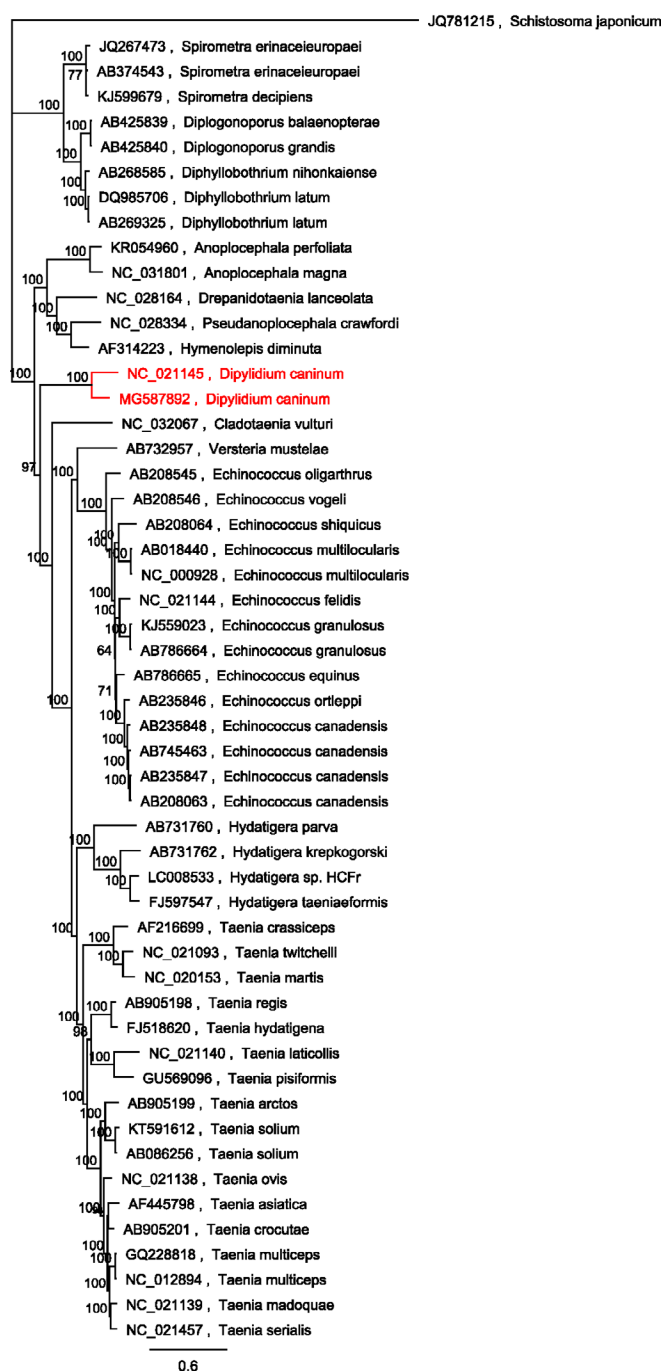 JQ781215 , Schistosoma japonicum
JQ267473 , Spirometra erinaceieuropaei
100
100
77 AB374543 , Spirometra erinaceieuropaei
KJ599679 , Spirometra decipiens
100
AB425839 , Diplogonoporus balaenopterae
100
AB425840 , Diplogonoporus grandis
100
AB268585 , Diphyllobothrium nihonkaiense
100
DQ985706 , Diphyllobothrium latum
100
AB269325 , Diphyllobothrium latum
KR054960 , Anoplocephala perfoliata
100
NC_031801 , Anoplocephala magna
100
NC_028164 , Drepanidotaenia lanceolata
100
NC_028334 , Pseudanoplocephala crawfordi
100
AF314223 , Hymenolepis diminuta
NC_021145 , Dipylidium caninum
100
MG587892 , Dipylidium caninum
NC_032067 , Cladotaenia vulturi
AB732957 , Versteria mustelae
97
100
AB208545 , Echinococcus oligarthrus
100
AB208546 , Echinococcus vogeli
AB208064 , Echinococcus shiquicus
100
AB018440 , Echinococcus multilocularis
100
NC_000928 , Echinococcus multilocularis
100
NC_021144 , Echinococcus felidis
100
KJ559023 , Echinococcus granulosus
100
64 AB786664 , Echinococcus granulosus
AB786665 , Echinococcus equinus
71
100
AB235846 , Echinococcus ortleppi
100
AB235848 , Echinococcus canadensis
100
AB745463 , Echinococcus canadensis
100
AB235847 , Echinococcus canadensis
AB208063 , Echinococcus canadensis
AB731760 , Hydatigera parva
100
AB731762 , Hydatigera krepkogorski
100
LC008533 , Hydatigera sp. HCFr
100
FJ597547 , Hydatigera taeniaeformis
AF216699 , Taenia crassiceps
100
NC_021093 , Taenia twitchelli
100
NC_020153 , Taenia martis
AB905198 , Taenia regis
100
100
98
FJ518620 , Taenia hydatigena
NC_021140 , Taenia laticollis
100
GU569096 , Taenia pisiformis
AB905199 , Taenia arctos
100
KT591612 , Taenia solium
100
AB086256 , Taenia solium
100
NC_021138 , Taenia ovis
AF445798 , Taenia asiatica
AB905201 , Taenia crocutae
100
GQ228818 , Taenia multiceps
100
NC_012894 , Taenia multiceps
100
NC_021139 , Taenia madoquae
100
NC_021457 , Taenia serialis
0.6